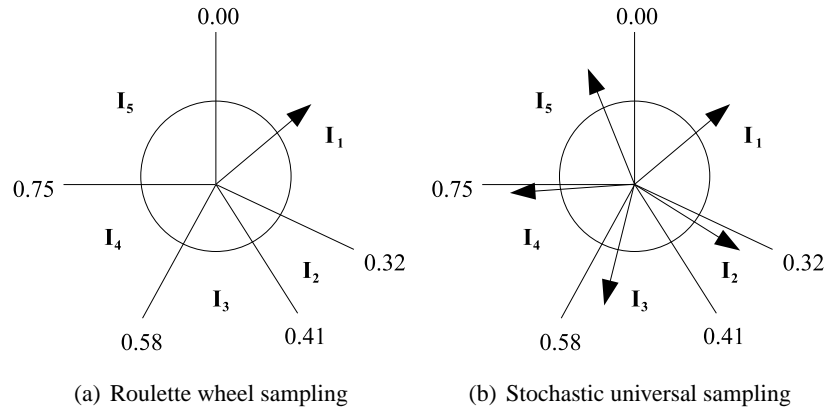 0.00
I5
I1
0.75
I4
0.32
I2
I3
0.58
0.41
(a) Roulette wheel sampling
0.00
I5
I1
0.75
I4
0.32
I2
I3
0.58
0.41
(b) Stochastic universal sampling